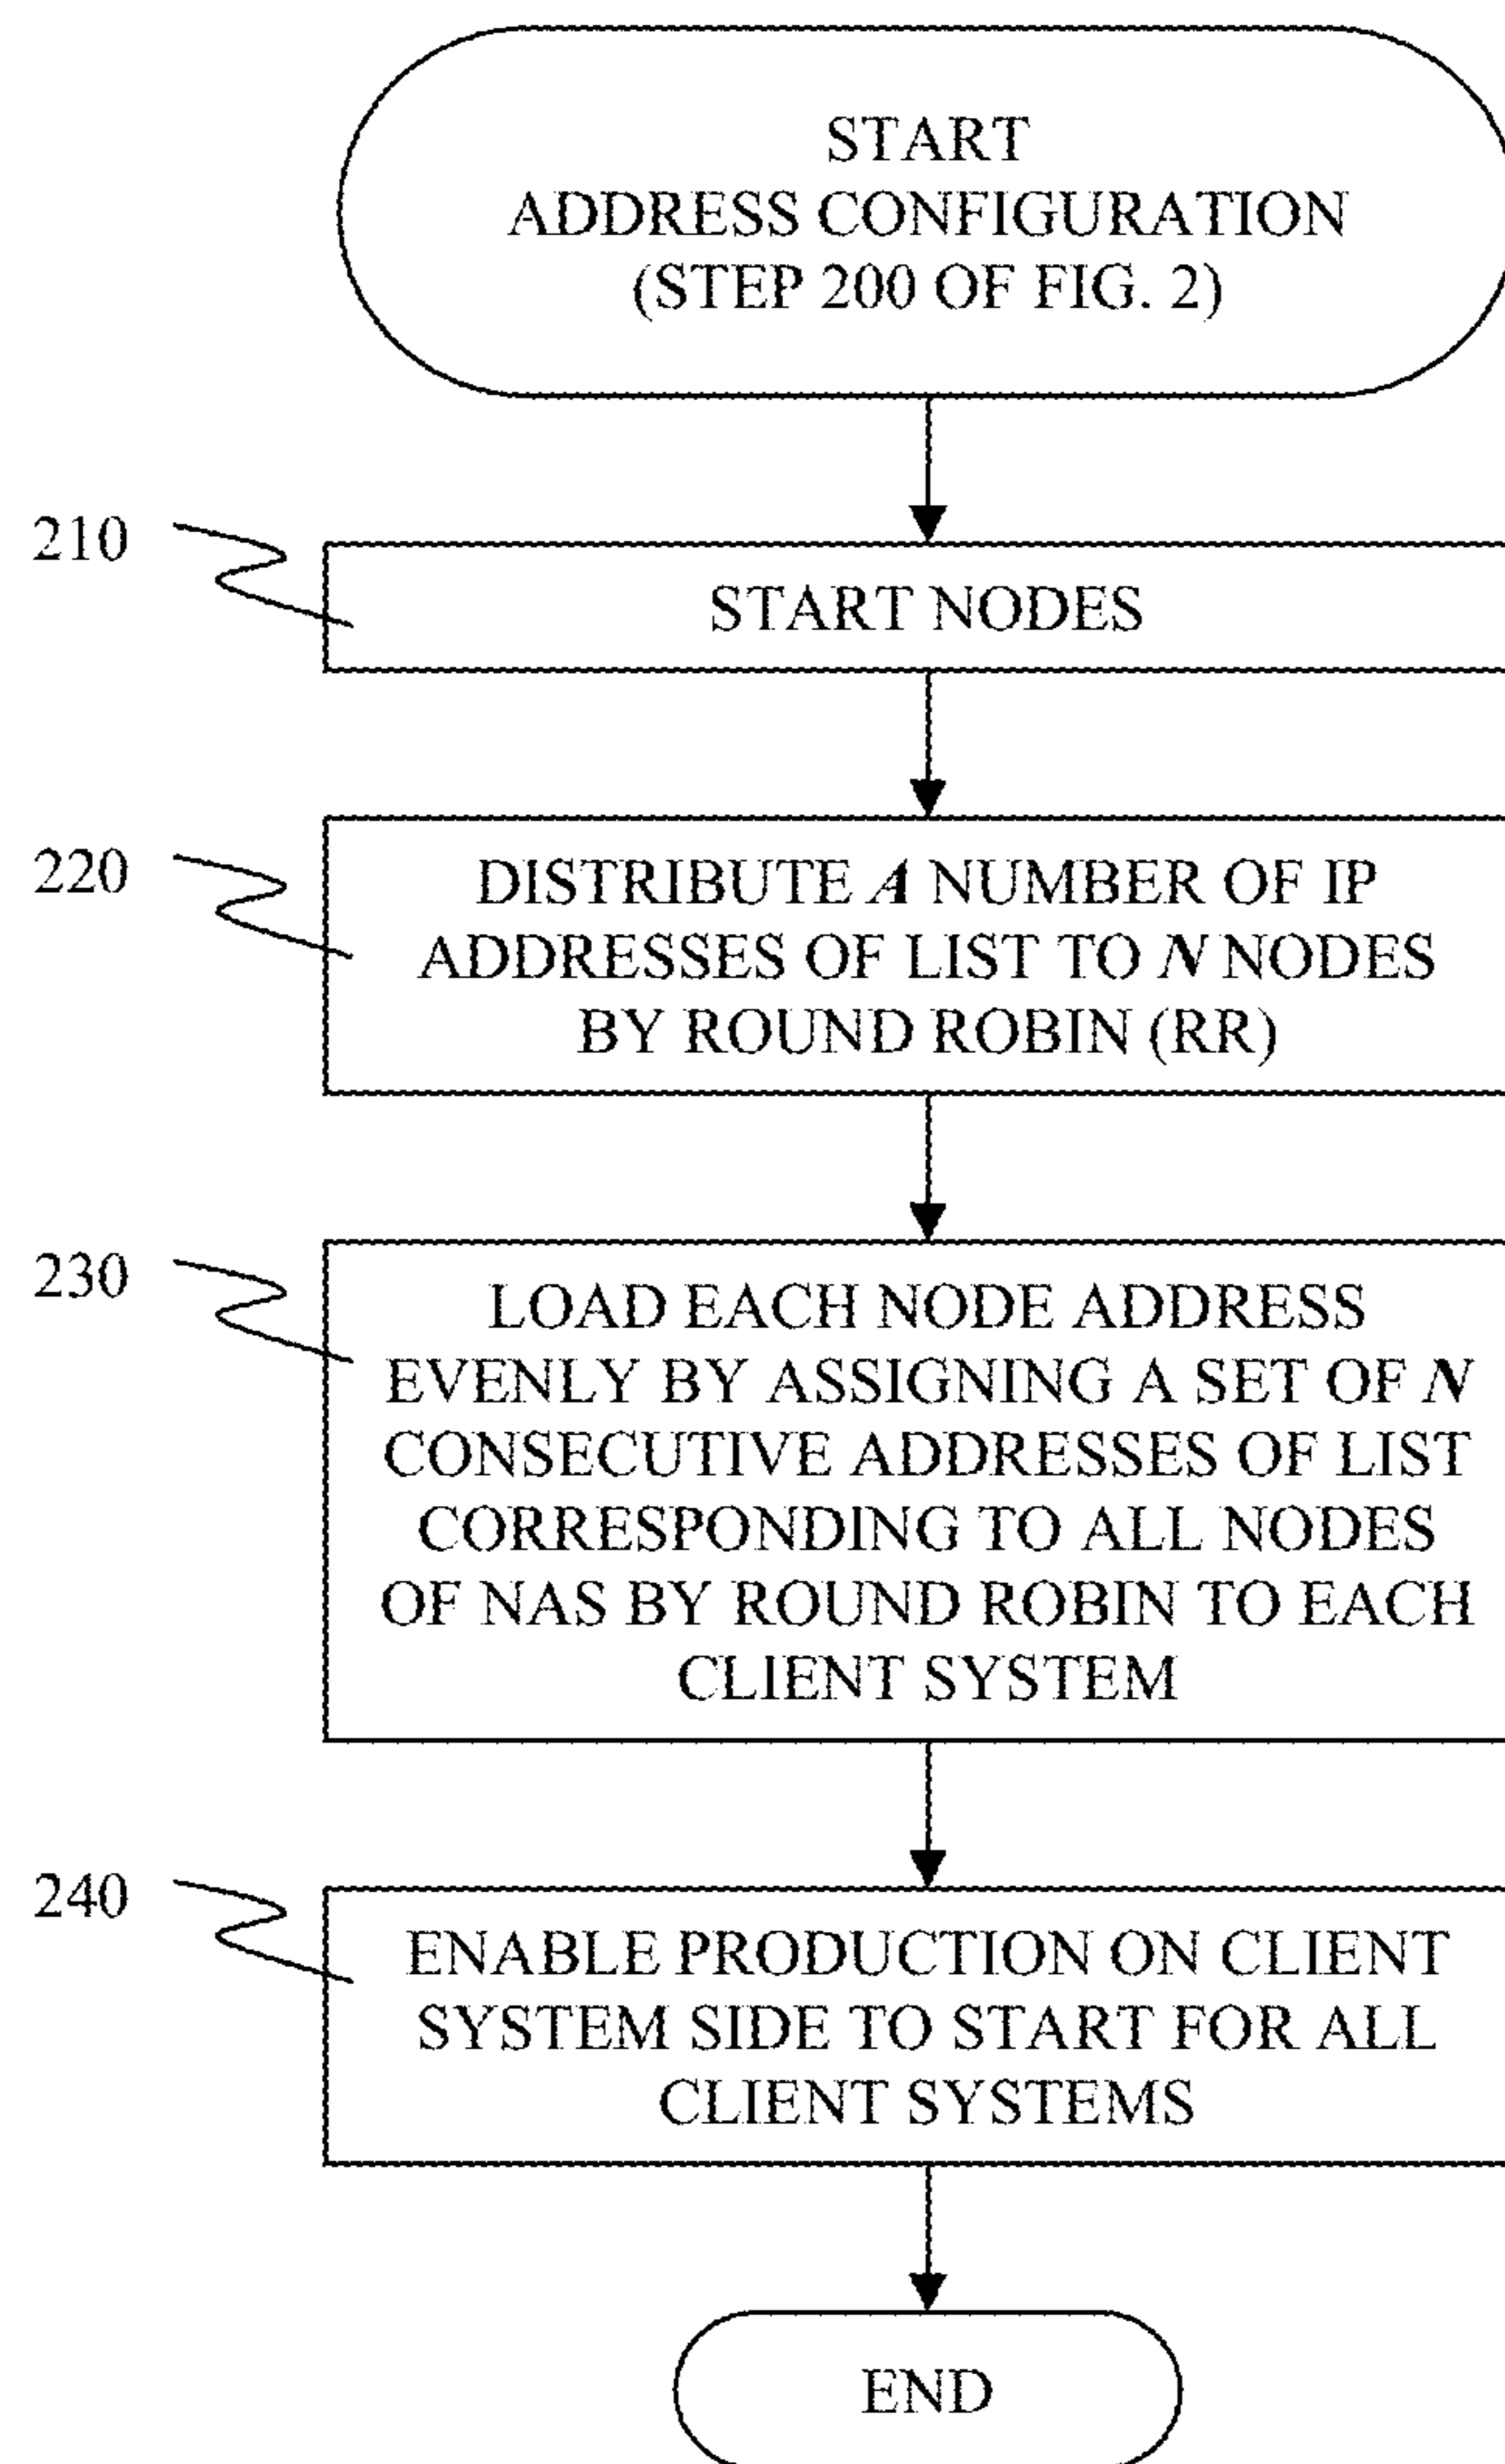 START
ADDRESS CONFIGURATION
(STEP 200 OF FIG. 2)
210
START NODES
220
DISTRIBUTE A NUMBER OF IP
ADDRESSES OF LIST TO N NODES
BY ROUND ROBIN (RR)
230
LOAD EACH NODE ADDRESS
EVENLY BY ASSIGNING A SET OF N
CONSECUTIVE ADDRESSES OF LIST
CORRESPONDING TO ALL NODES
OF NAS BY ROUND ROBIN TO EACH
CLIENT SYSTEM
240
ENABLE PRODUCTION ON CLIENT
SYSTEM SIDE TO START FOR ALL
CLIENT SYSTEMS
END